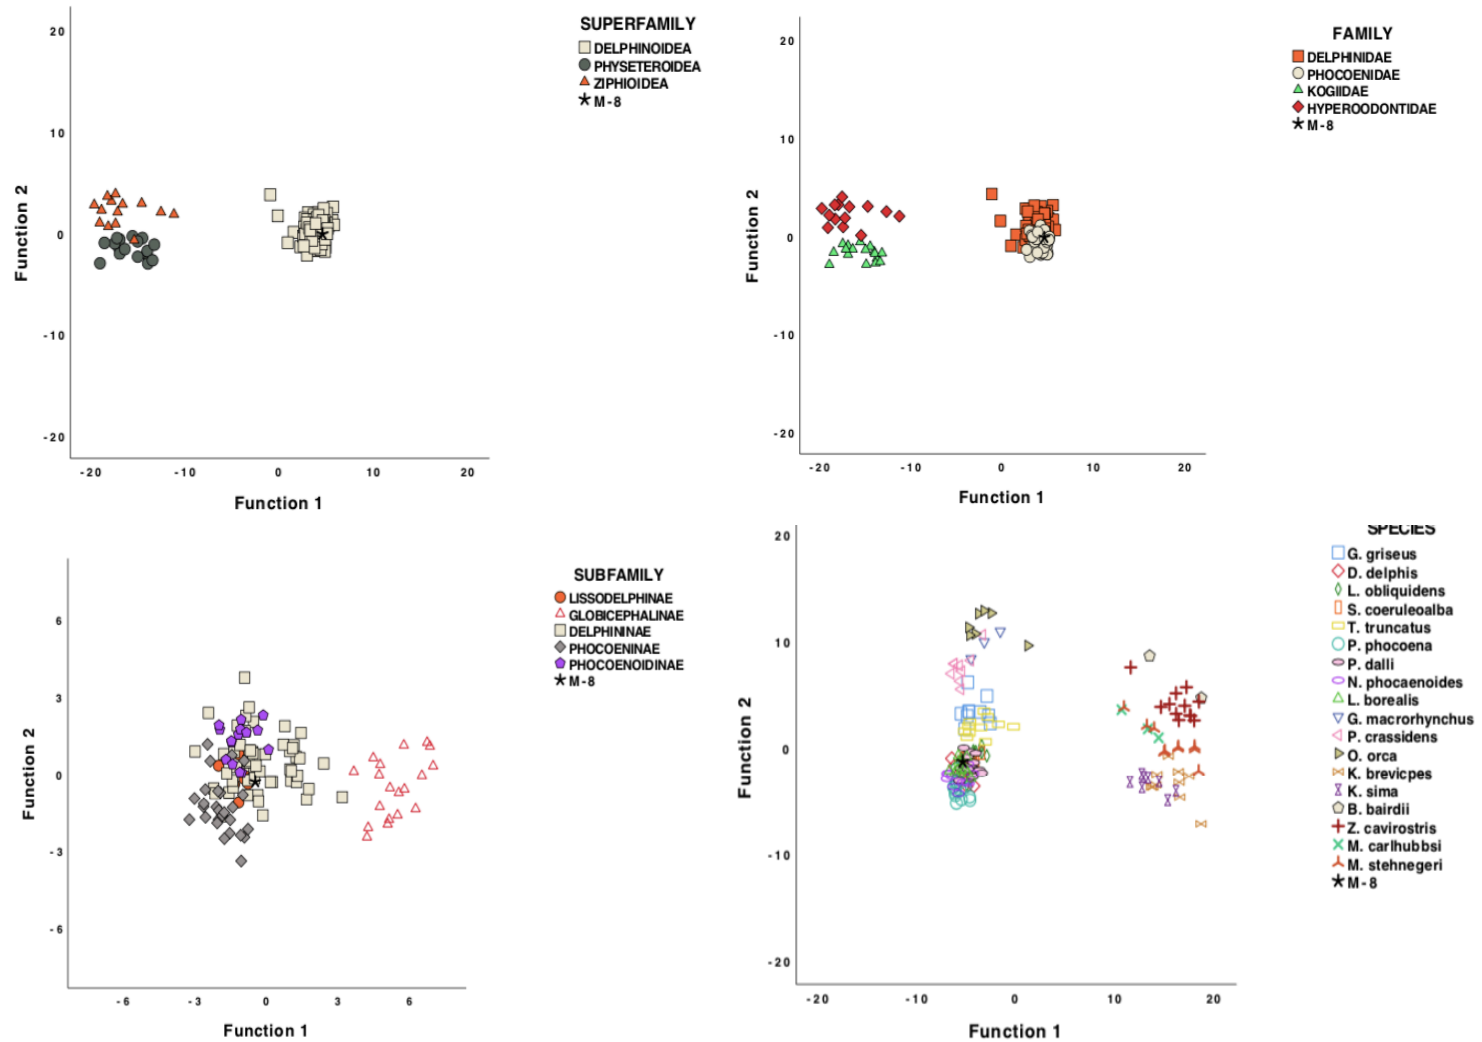 SUPERFAMILY
DELPHINOIDEA
PHYSETEROIDEA
ZIPHIOIDEA
M-8
20
10
0
-10
-20
Function 2
-20
-10
0
10
20
Function 1
FAMILY
DELPHINIDAE
PHOCOENIDAE
KOGIIDAE
HYPEROODONTIDAE
M-8
20
10
0
-10
-20
Function 2
-20
-10
0
10
20
Function 1
SUBFAMILY
LISSODELPHINAE
GLOBICEPHALINAE
DELPHININAE
PHOCOENINAE
PHOCOENOIDINAE
M-8
6
3
0
-3
-6
Function 2
-6
-3
0
3
6
Function 1
SPECIES
G. griseus
D. delphis
L. obliquidens
S. coeruleoalba
T. truncatus
P. phocoena
P. dalli
N. phocaenoides
L. borealis
G. macrorhynchus
P. crassidens
O. orca
K. brevicpes
K. sima
B. bairdii
Z. cavirostris
M. carlhubbsi
M. stehnegeri
M-8
20
10
0
-10
-20
Function 2
-20
-10
0
10
20
Function 1